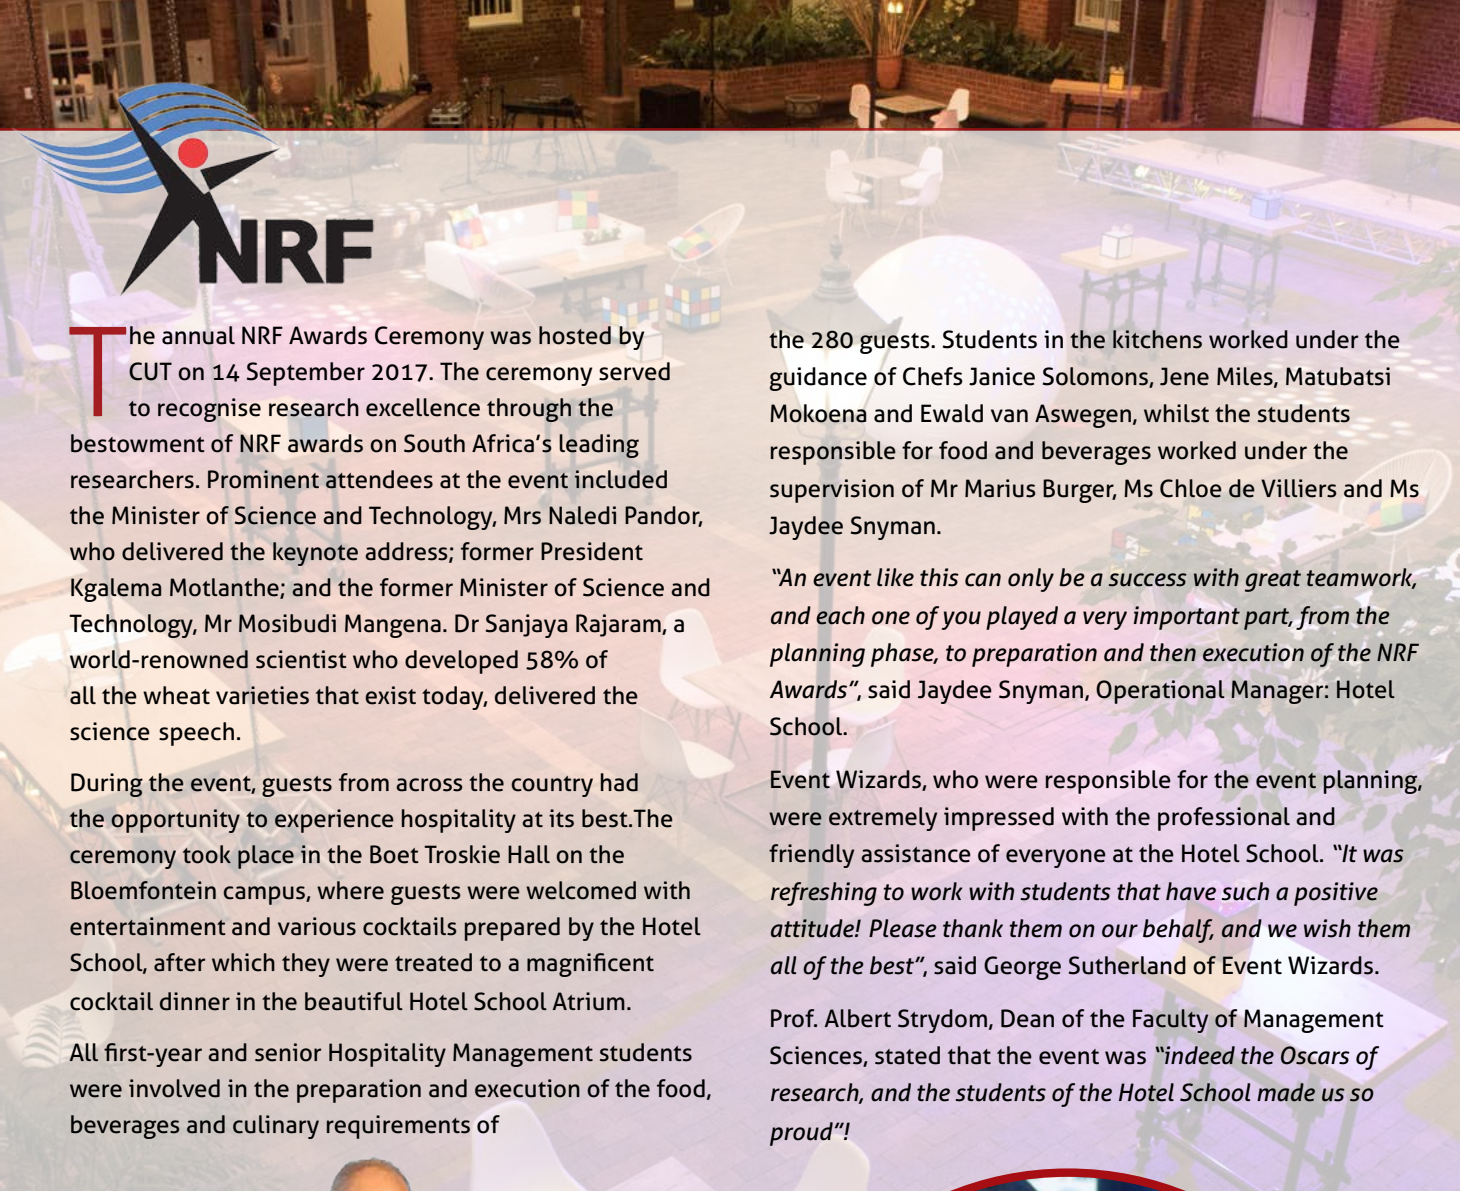 NRF
The annual NRF Awards Ceremony was hosted by
CUT on 14 September 2017. The ceremony served
to recognise research excellence through the
bestowment of NRF awards on South Africa's leading
researchers. Prominent attendees at the event included
the Minister of Science and Technology, Mrs Naledi Pandor,
who delivered the keynote address; former President
Kgalema Motlanthe; and the former Minister of Science and
Technology, Mr Mosibudi Mangena. Dr Sanjaya Rajaram, a
world-renowned scientist who developed 58% of
all the wheat varieties that exist today, delivered the
science speech.
During the event, guests from across the country had
the opportunity to experience hospitality at its best.The
ceremony took place in the Boet Troskie Hall on the
Bloemfontein campus, where guests were welcomed with
entertainment and various cocktails prepared by the Hotel
School, after which they were treated to a magnificent
cocktail dinner in the beautiful Hotel School Atrium.
All first-year and senior Hospitality Management students
were involved in the preparation and execution of the food,
beverages and culinary requirements of
the 280 guests. Students in the kitchens worked under the
guidance of Chefs Janice Solomons, Jene Miles, Matubatsi
Mokoena and Ewald van Aswegen, whilst the students
responsible for food and beverages worked under the
supervision of Mr Marius Burger, Ms Chloe de Villiers and Ms
Jaydee Snyman.
"An event like this can only be a success with great teamwork,
and each one of you played a very important part, from the
planning phase, to preparation and then execution of the NRF
Awards", said Jaydee Snyman, Operational Manager: Hotel
School.
Event Wizards, who were responsible for the event planning,
were extremely impressed with the professional and
friendly assistance of everyone at the Hotel School. "It was
refreshing to work with students that have such a positive
attitude! Please thank them on our behalf, and we wish them
all of the best", said George Sutherland of Event Wizards.
Prof. Albert Strydom, Dean of the Faculty of Management
Sciences, stated that the event was "indeed the Oscars of
research, and the students of the Hotel School made us so
proud"!